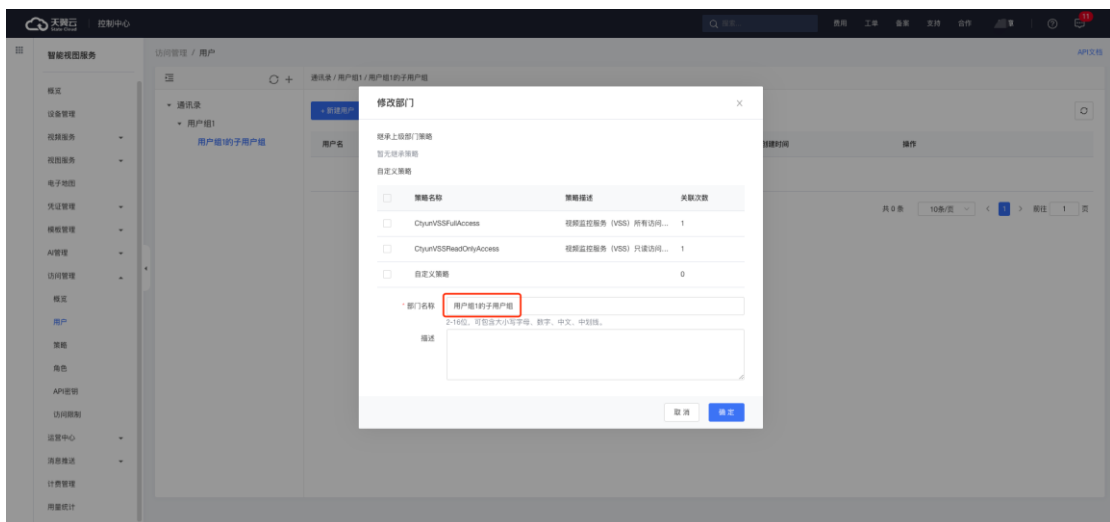 天翼云 控制中心 费用 工单 备案 支持 合作 11
智能视图服务
访问管理 / 用户
API文档
概览
设备管理
视频服务
视图服务
电子地图
凭证管理
模板管理
AI管理
访问管理
概览
用户
策略
角色
API密钥
访问限制
运营中心
消息推送
计费管理
用量统计
通讯录
用户组1
用户组1的子用户组
通讯录 / 用户组1 / 用户组1的子用户组
+ 新建用户
用户名
创建时间
操作
共 0 条 10条/页 1 前往 1 页
修改部门
继承上级部门策略
暂无继承策略
自定义策略
策略名称 策略描述 关联次数
CtyunVSSFullAccess 视频监控服务（VSS）所有访问... 1
CtyunVSSReadOnlyAccess 视频监控服务（VSS）只读访问... 1
自定义策略 0
* 部门名称 用户组1的子用户组
2-16位，可包含大小写字母、数字、中文、中划线。
描述
取 消 确 定